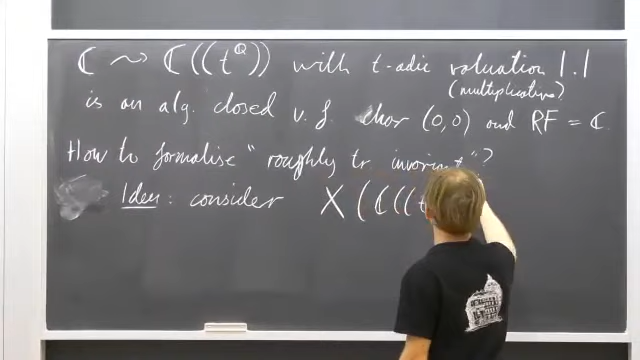 ℂ ⇝ ℂ((t^ℚ)) with t-adic valuation |.|
(multiplicative)
is an alg. closed v.f. char (0,0) and RF = ℂ.
How to formalise "roughly tr invariant"?
Idea: consider X(ℂ((t